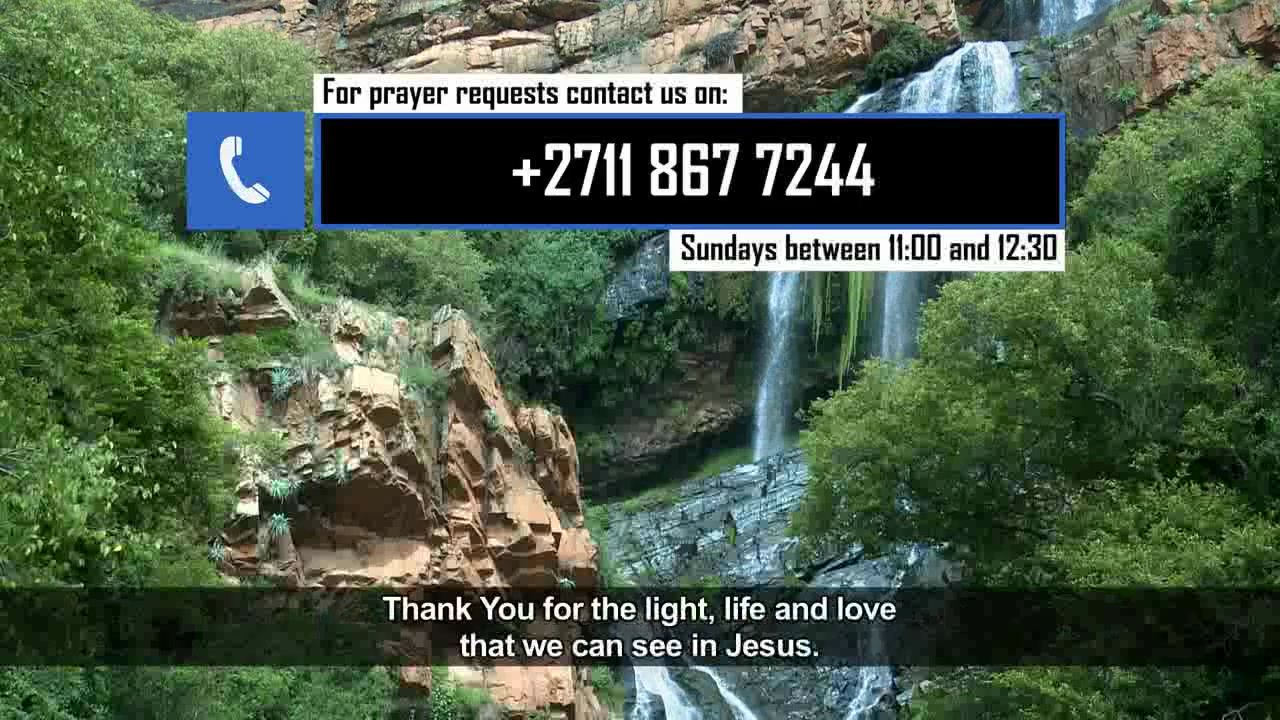 For prayer requests contact us on:
+2711 867 7244
Sundays between 11:00 and 12:30
Thank You for the light, life and love
that we can see in Jesus.